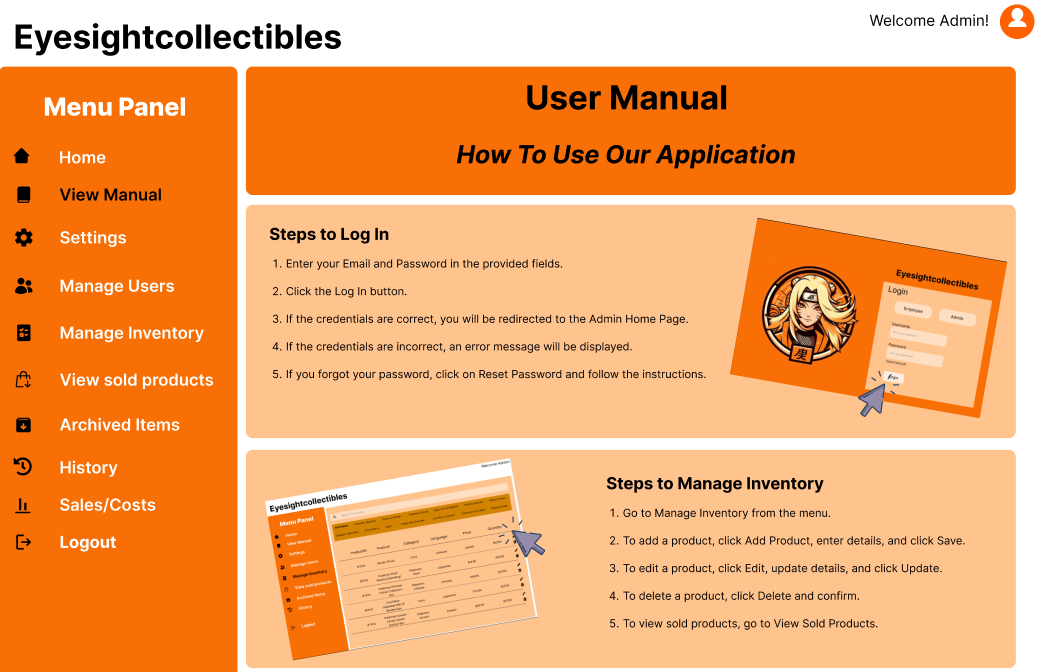 Eyesightcollectibles
Welcome Admin!
Menu Panel
Home
View Manual
Settings
Manage Users
Manage Inventory
View sold products
Archived Items
History
Sales/Costs
Logout
User Manual
How To Use Our Application
Steps to Log In
1. Enter your Email and Password in the provided fields.
2. Click the Log In button.
3. If the credentials are correct, you will be redirected to the Admin Home Page.
4. If the credentials are incorrect, an error message will be displayed.
5. If you forgot your password, click on Reset Password and follow the instructions.
Eyesightcollectibles
Login
Employee
Admin
Username
Password
Steps to Manage Inventory
1. Go to Manage Inventory from the menu.
2. To add a product, click Add Product, enter details, and click Save.
3. To edit a product, click Edit, update details, and click Update.
4. To delete a product, click Delete and confirm.
5. To view sold products, go to View Sold Products.
Eyesightcollectibles
Welcome Admin!
Menu Panel
Home
View Manual
Settings
Manage Users
Manage Inventory
View sold products
Archived Items
History
Logout
ProductID Product Category Language Price Quantity